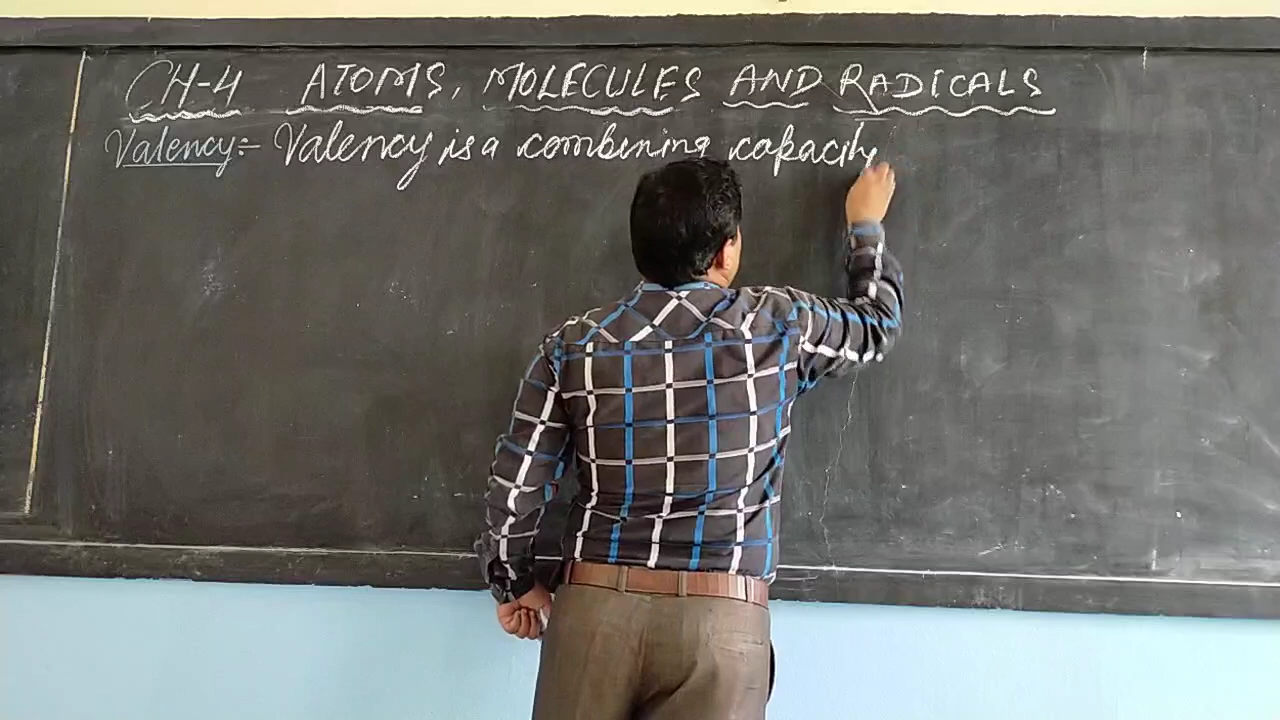 CH-4 ATOMS, MOLECULES AND RADICALS
Valency:- Valency is a combining capacity